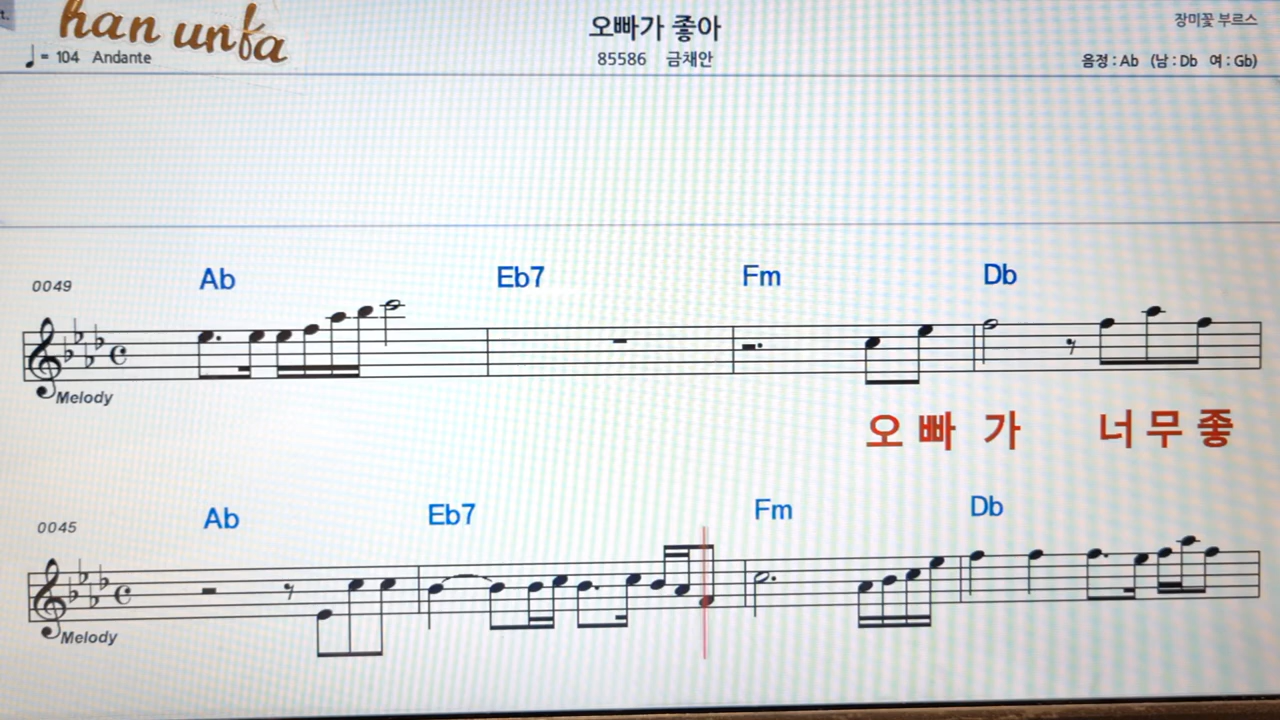 t.
han unfa
오빠가 좋아
장미꽃 부르스
♩= 104 Andante
85586 금채안
음정 : Ab (남 : Db 여 : Gb)
0049 Ab Eb7 Fm Db
Melody
오 빠 가 너 무 좋
0045 Ab Eb7 Fm Db
Melody